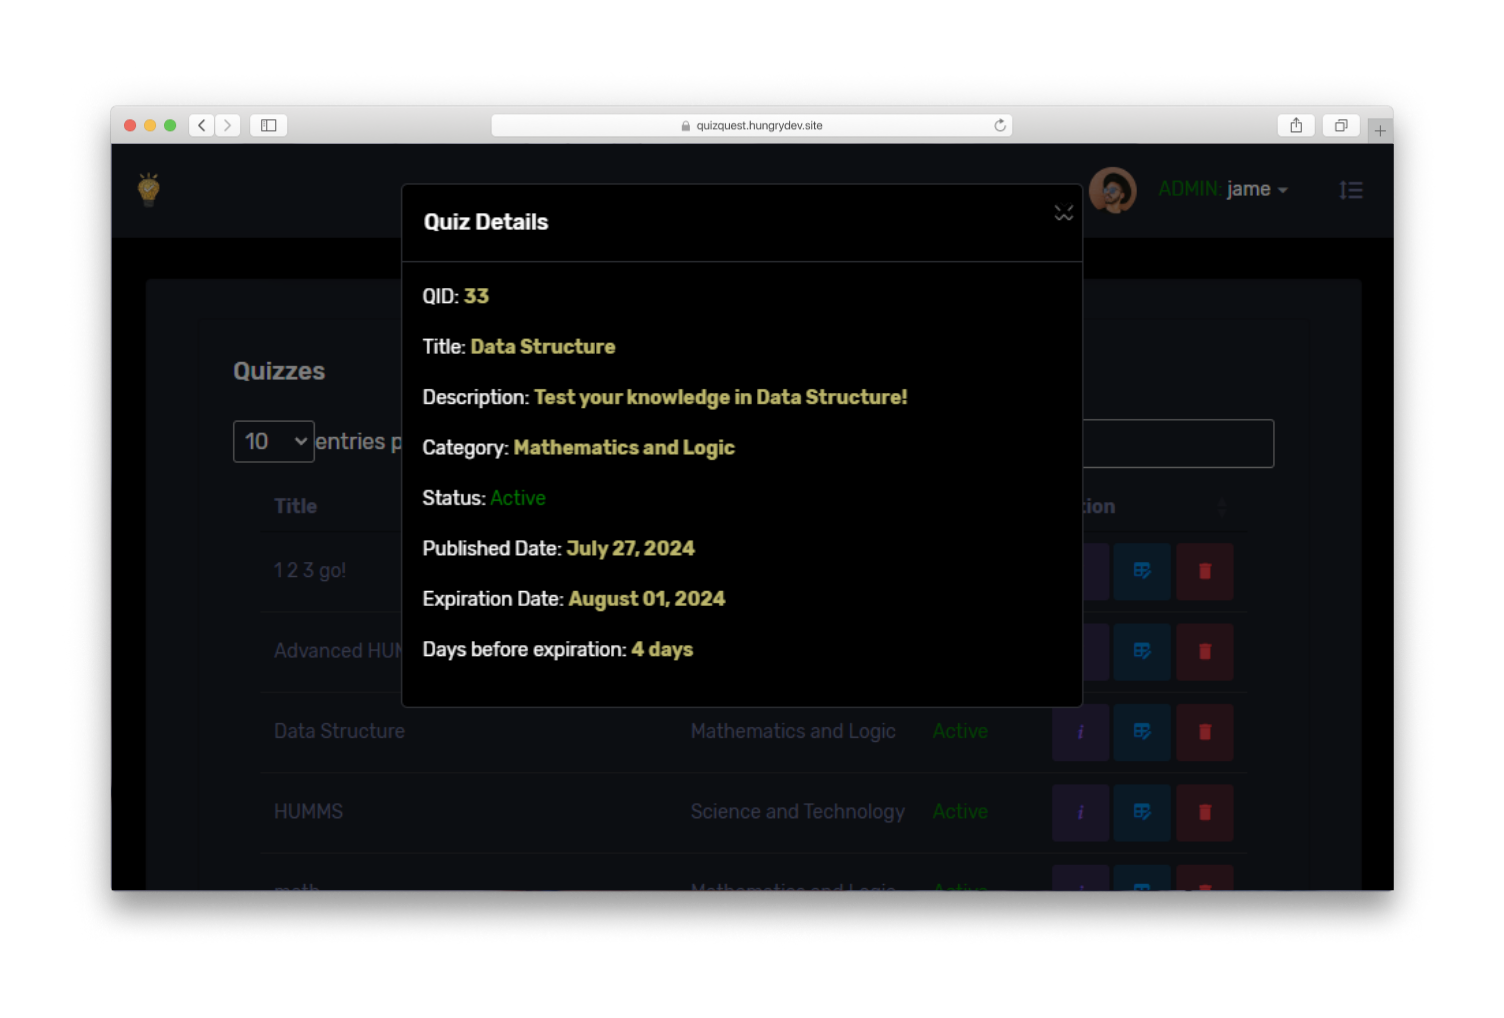 quizquest.hungrydev.site
ADMIN: jame
Quiz Details
QID: 33
Title: Data Structure
Description: Test your knowledge in Data Structure!
Category: Mathematics and Logic
Status: Active
Published Date: July 27, 2024
Expiration Date: August 01, 2024
Days before expiration: 4 days
Quizzes
10 entries p
Title tion
1 2 3 go!
Advanced HUM
Data Structure Mathematics and Logic Active i
HUMMS Science and Technology Active i
math Mathematics and Logic Active